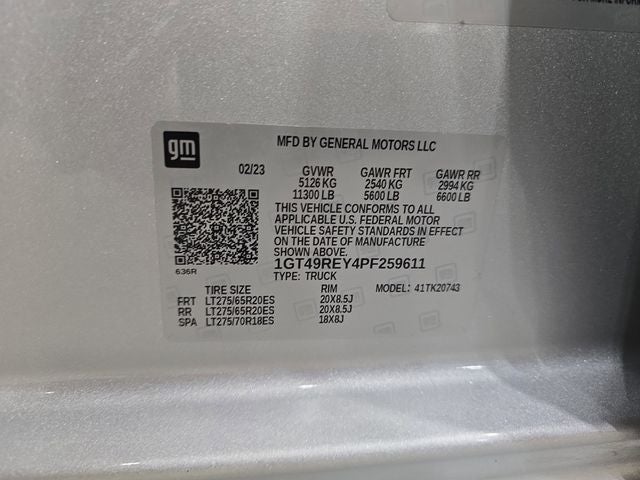 gm
MFD BY GENERAL MOTORS LLC
02/23 GVWR GAWR FRT GAWR RR
5126 KG 2540 KG 2994 KG
11300 LB 5600 LB 6600 LB
THIS VEHICLE CONFORMS TO ALL
APPLICABLE U.S. FEDERAL MOTOR
VEHICLE SAFETY STANDARDS IN EFFECT
ON THE DATE OF MANUFACTURE
SHOWN ABOVE.
636R
1GT49REY4PF259611
TYPE: TRUCK
TIRE SIZE RIM MODEL: 41TK20743
FRT LT275/65R20ES 20X8.5J
RR LT275/65R20ES 20X8.5J
SPA LT275/70R18ES 18X8J